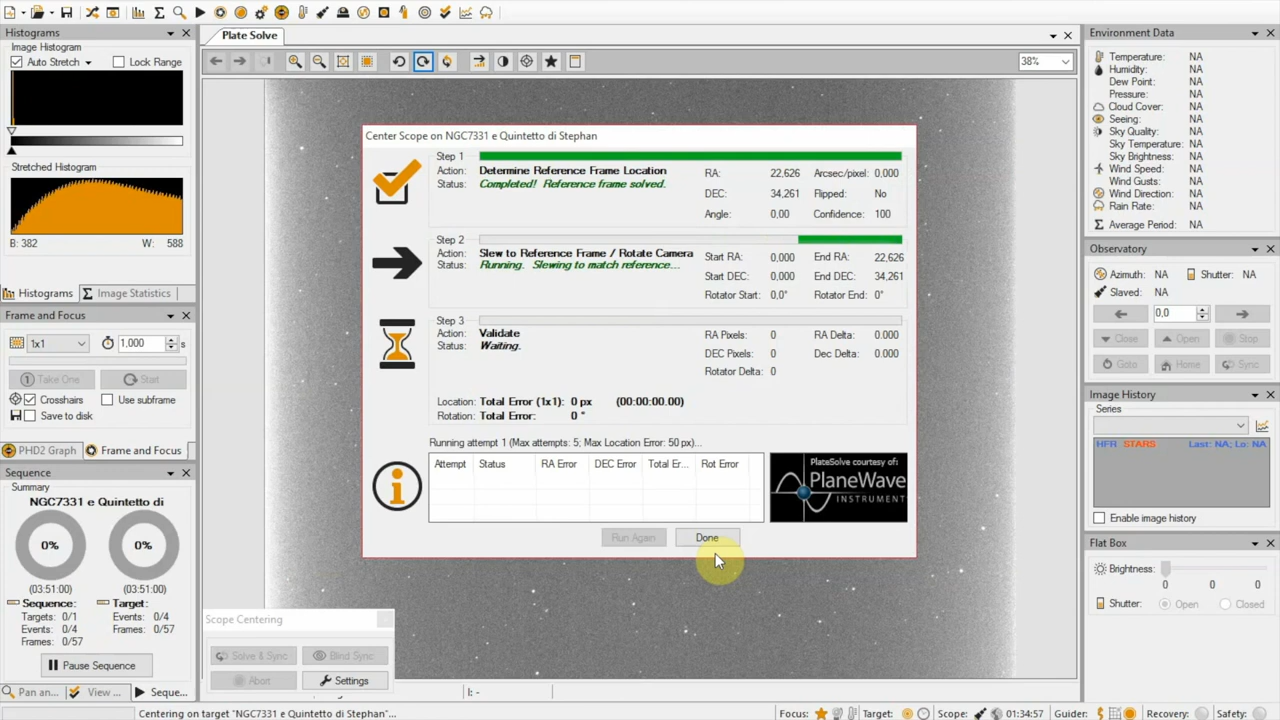 Histograms
Image Histogram
Auto Stretch
Lock Range
Stretched Histogram
B: 382
W: 588
Histograms
Image Statistics
Frame and Focus
1x1
1,000
s
Take One
Start
Crosshairs
Use subframe
Save to disk
PHD2 Graph
Frame and Focus
Sequence
Summary
NGC7331 e Quintetto di
0%
0%
(03:51:00)
(03:51:00)
Sequence:
Target:
Targets: 0/1
Events: 0/4
Events: 0/4
Frames: 0/57
Frames: 0/57
Pause Sequence
Pan an...
View ...
Seque...
Plate Solve
38%
Center Scope on NGC7331 e Quintetto di Stephan
Step 1
Action: Determine Reference Frame Location
Status: Completed! Reference frame solved.
RA: 22,626
Arcsec/pixel: 0,000
DEC: 34,261
Flipped: No
Angle: 0,00
Confidence: 100
Step 2
Action: Slew to Reference Frame / Rotate Camera
Status: Running. Slewing to match reference...
Start RA: 0,000
End RA: 22,626
Start DEC: 0,000
End DEC: 34,261
Rotator Start: 0,0°
Rotator End: 0°
Step 3
Action: Validate
Status: Waiting.
RA Pixels: 0
RA Delta: 0.000
DEC Pixels: 0
Dec Delta: 0.000
Rotator Delta: 0
Location: Total Error (1x1): 0 px (00:00:00.00)
Rotation: Total Error: 0 °
Running attempt 1 (Max attempts: 5; Max Location Error: 50 px)...
Attempt Status RA Error DEC Error Total Er... Rot Error
PlateSolve courtesy of:
PlaneWave
INSTRUMENT
Run Again
Done
Scope Centering
Solve & Sync
Blind Sync
Abort
Settings
I: -
Environment Data
Temperature: NA
Humidity: NA
Dew Point: NA
Pressure: NA
Cloud Cover: NA
Seeing: NA
Sky Quality: NA
Sky Temperature: NA
Sky Brightness: NA
Wind Speed: NA
Wind Gusts: NA
Wind Direction: NA
Rain Rate: NA
Average Period: NA
Observatory
Azimuth: NA
Shutter: NA
Slaved: NA
0,0
Close
Open
Stop
Goto
Home
Sync
Image History
Series
HFR STARS
Last: NA; Lo: NA
Enable image history
Flat Box
Brightness:
0 0 0
Shutter:
Open
Closed
Centering on target "NGC7331 e Quintetto di Stephan"...
Focus:
Target:
Scope:
01:34:57
Guider:
Recovery:
Safety: